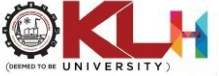 KLH
(DEEMED TO BE UNIVERSITY)